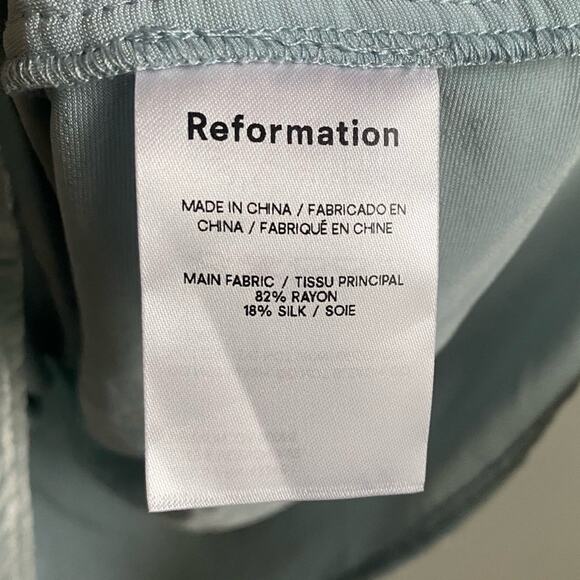 Reformation
MADE IN CHINA / FABRICADO EN
CHINA / FABRIQUÉ EN CHINE
MAIN FABRIC / TISSU PRINCIPAL
82% RAYON
18% SILK / SOIE